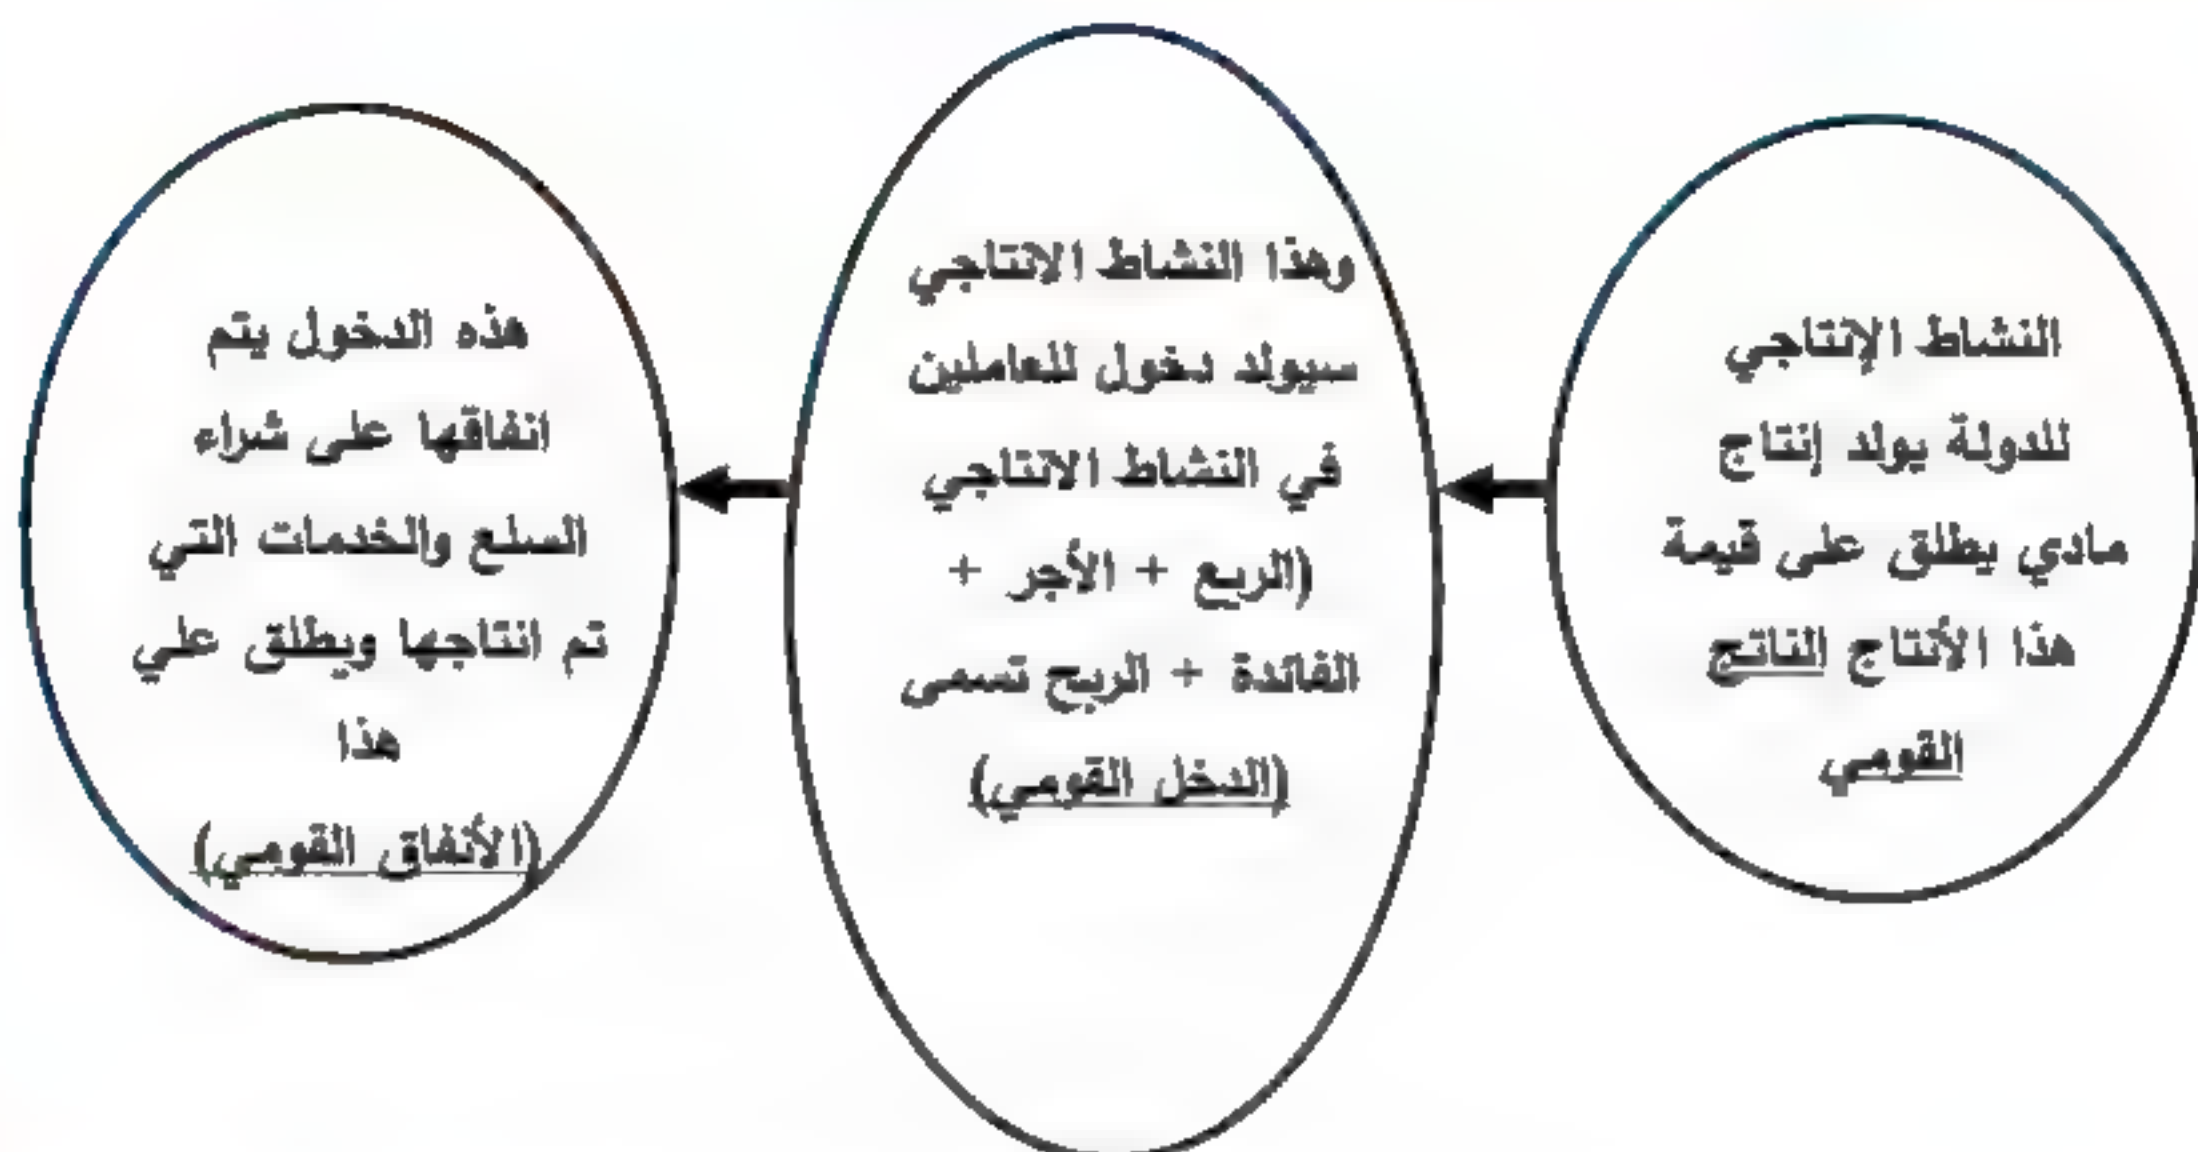 النشاط الإنتاجي
للدولة يولد إنتاج
مادي يطلق على قيمة
هذا الأنتاج الناتج
القومي
وهذا النشاط الانتاجي
سيولد دخول للعاملين
في النشاط الانتاجي
(الريع + الأجر +
الفائدة + الربح تسمى
(الدخل القومي)
هذه الدخول يتم
انفاقها على شراء
السلع والخدمات التي
تم انتاجها ويطلق علي
هذا
(الأنفاق القومي)